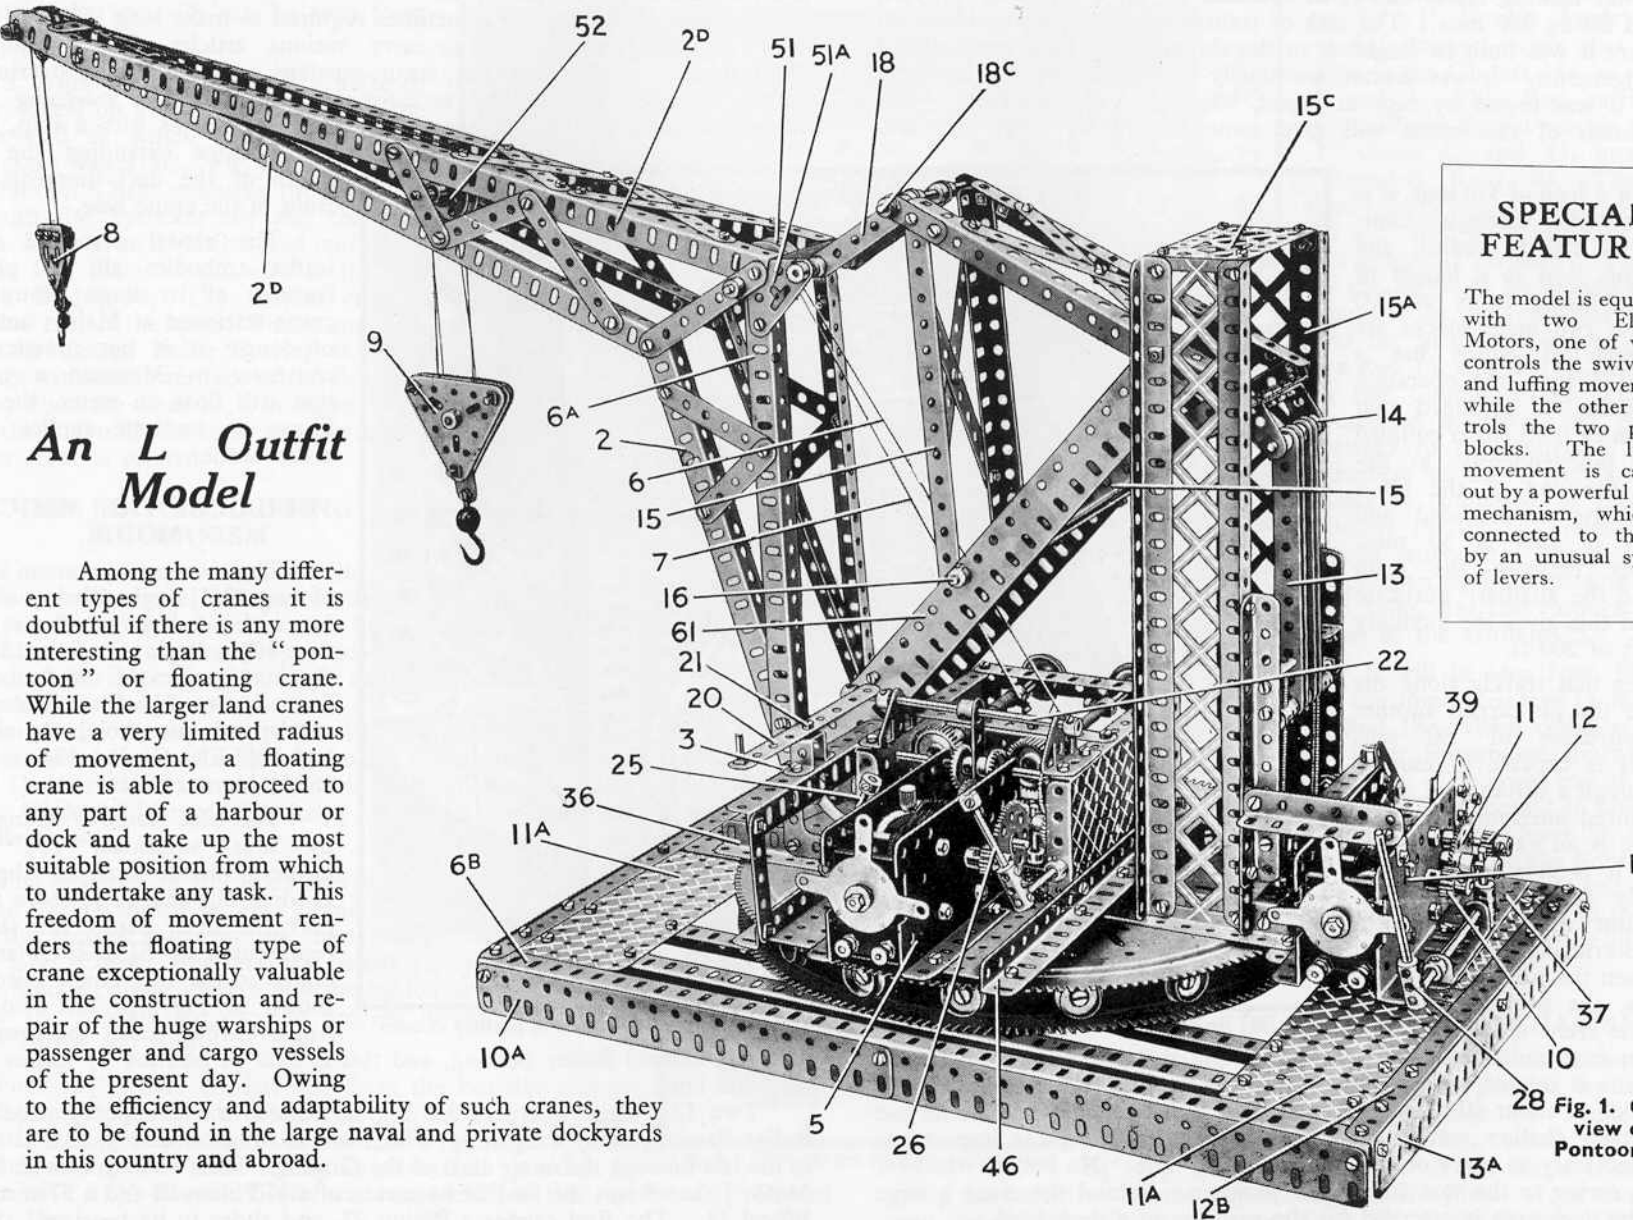 An L Outfit
Model
Among the many differ-
ent types of cranes it is
doubtful if there is any more
interesting than the " pon-
toon " or floating crane.
While the larger land cranes
have a very limited radius
of movement, a floating
crane is able to proceed to
any part of a harbour or
dock and take up the most
suitable position from which
to undertake any task. This
freedom of movement ren-
ders the floating type of
crane exceptionally valuable
in the construction and re-
pair of the huge warships or
passenger and cargo vessels
of the present day. Owing
to the efficiency and adaptability of such cranes, they
are to be found in the large naval and private dockyards
in this country and abroad.
52
2D
51
51A
18
18C
15C
8
2D
9
6A
2
6
15
7
16
61
21
20
3
25
36
11A
6B
10A
5
26
46
11A
12B
13A
28
10
37
12
11
39
22
13
15
14
15A
SPECIAL
FEATUR
The model is equ
with two El
Motors, one of
controls the swiv
and luffing movem
while the other
trols the two p
blocks. The l
movement is ca
out by a powerful
mechanism, whic
connected to th
by an unusual sy
of levers.
Fig. 1.
view o
Pontoo